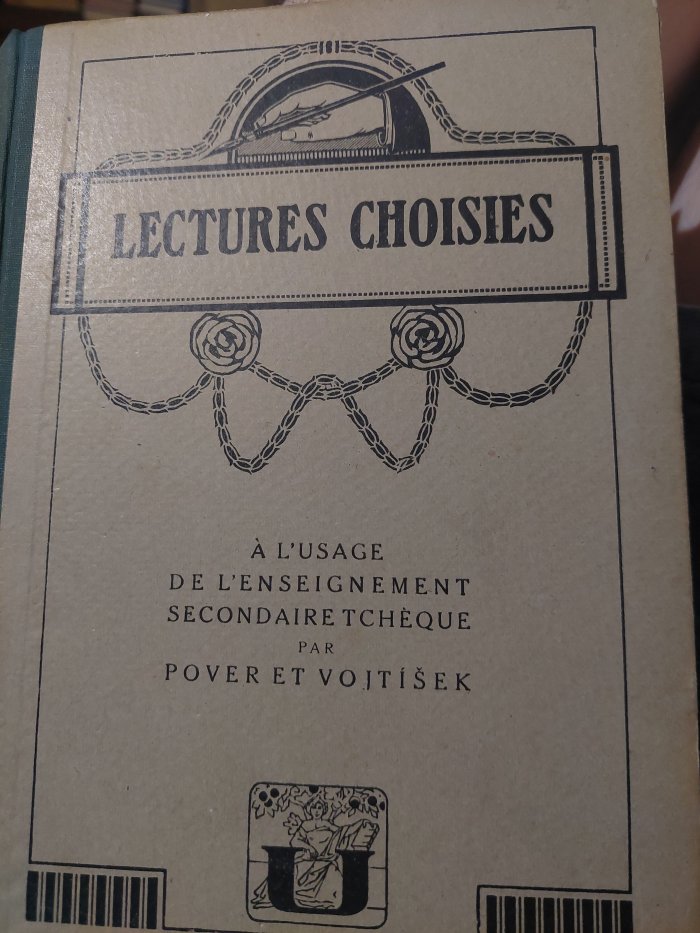 LECTURES CHOISIES
À L'USAGE
DE L'ENSEIGNEMENT
SECONDAIRE TCHÈQUE
PAR
POVER ET VOJTÍŠEK
U